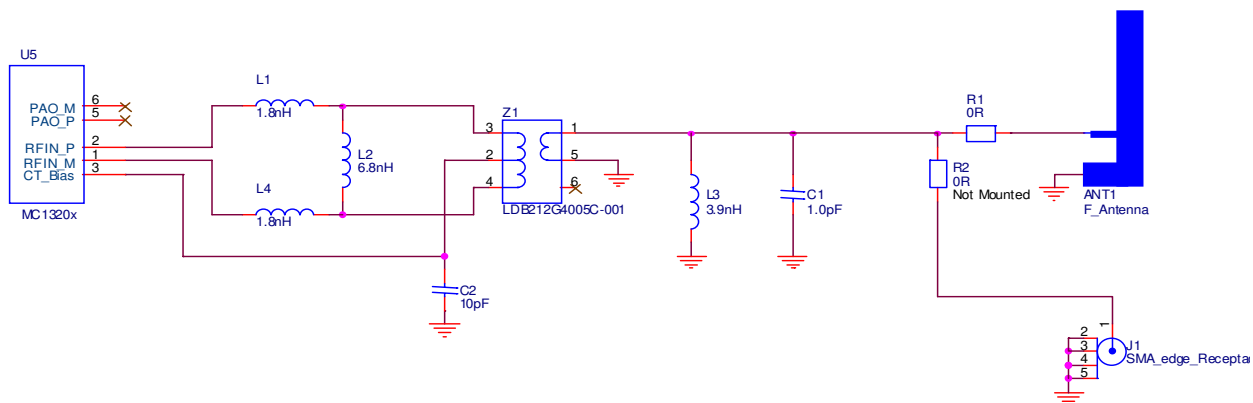 U5
PAO_M 6
PAO_P 5
RFIN_P 2
RFIN_M 1
CT_Bias 3
MC1320x
L1
1.8nH
L2
6.8nH
L4
1.8nH
C2
10pF
Z1
3 1
2 5
4 6
LDB212G4005C-001
L3
3.9nH
C1
1.0pF
R1
0R
R2
0R
Not Mounted
ANT1
F_Antenna
1
2
3
4
5
J1
SMA_edge_Receptac